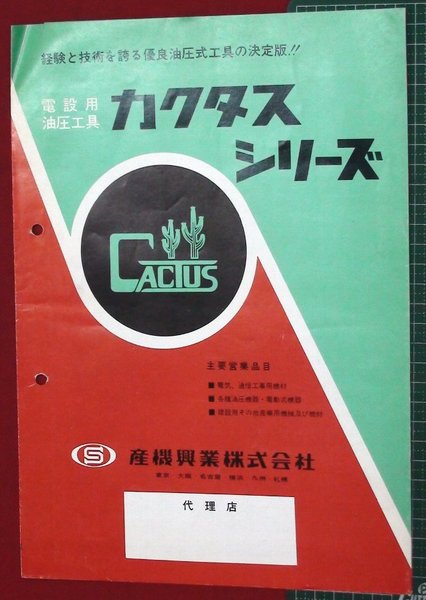 経験と技術を誇る優良油圧式工具の決定版!!
電設用
油圧工具
カクタス
シリーズ
CACTUS
主要営業品目
■電気、通信工事用機材
■各種油圧機器・電動式機器
■建設用その他産業用機械及び機材
S 産機興業株式会社
東京 大阪 名古屋 横浜 九州 札幌
代理店